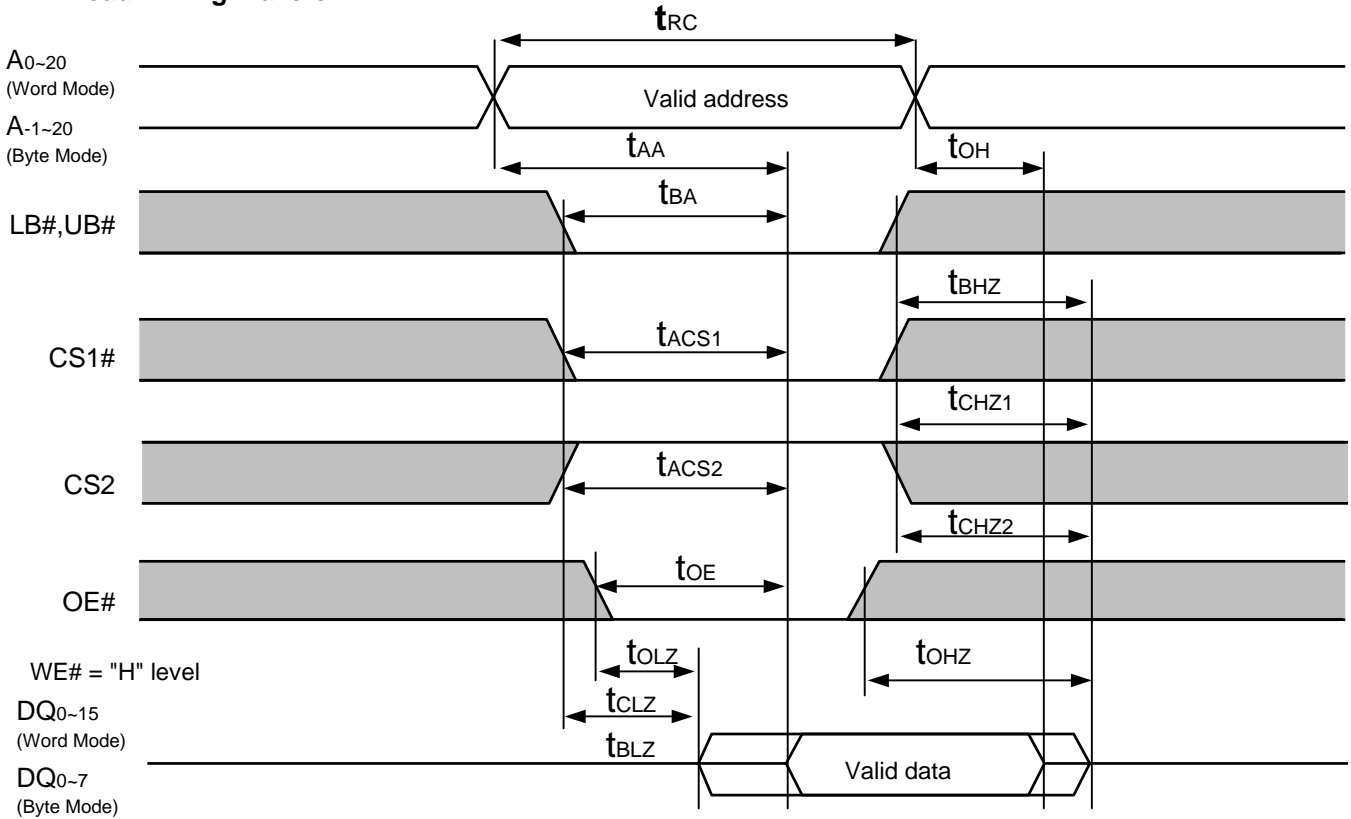 tRC
A0~20
(Word Mode)
Valid address
A-1~20
(Byte Mode)
tAA
tOH
tBA
LB#,UB#
tBHZ
tACS1
CS1#
tCHZ1
tACS2
CS2
tCHZ2
tOE
OE#
tOLZ
tOHZ
WE# = "H" level
tCLZ
DQ0~15
(Word Mode)
tBLZ
Valid data
DQ0~7
(Byte Mode)